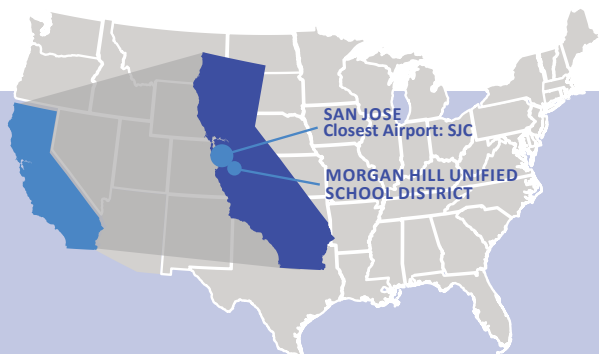 SAN JOSE
Closest Airport: SJC
MORGAN HILL UNIFIED
SCHOOL DISTRICT